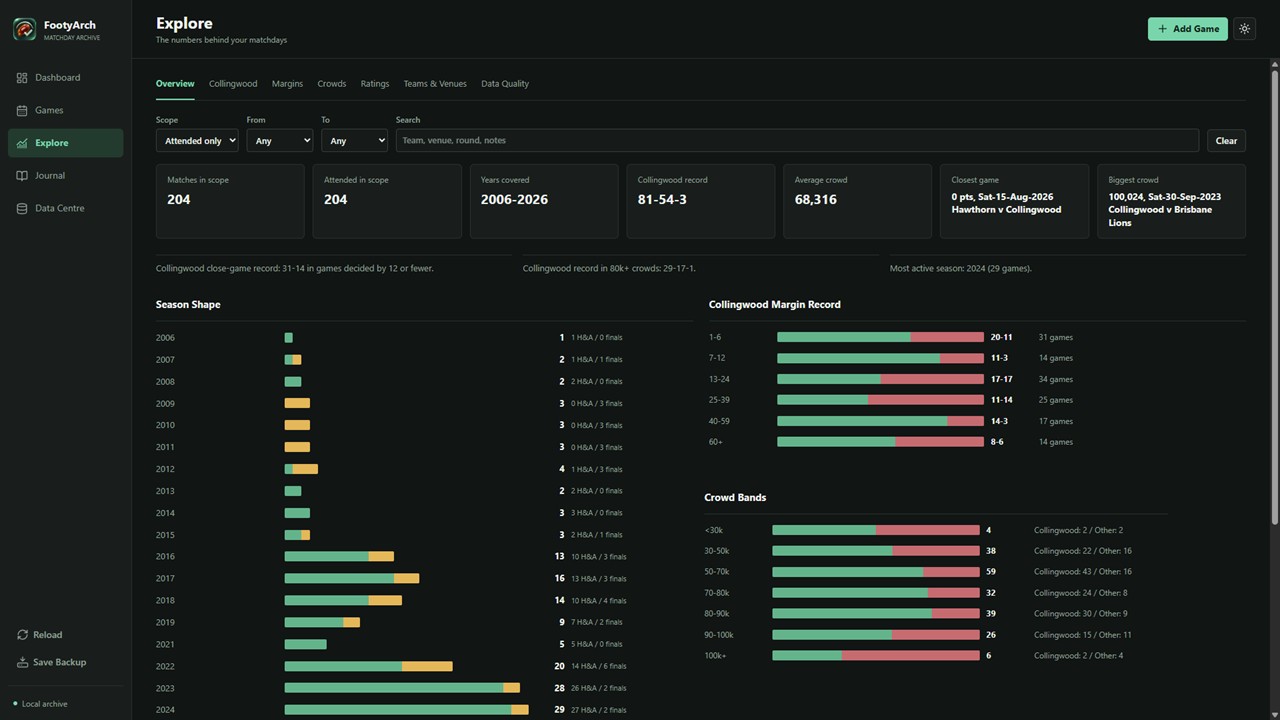 FootyArch
MATCHDAY ARCHIVE
Dashboard
Games
Explore
Journal
Data Centre
Reload
Save Backup
Local archive
Explore
The numbers behind your matchdays
+ Add Game
Overview Collingwood Margins Crowds Ratings Teams & Venues Data Quality
Scope From To Search
Attended only Any Any Team, venue, round, notes Clear
Matches in scope
204
Attended in scope
204
Years covered
2006-2026
Collingwood record
81-54-3
Average crowd
68,316
Closest game
0 pts, Sat-15-Aug-2026
Hawthorn v Collingwood
Biggest crowd
100,024, Sat-30-Sep-2023
Collingwood v Brisbane
Lions
Collingwood close-game record: 31-14 in games decided by 12 or fewer.
Collingwood record in 80k+ crowds: 29-17-1.
Most active season: 2024 (29 games).
Season Shape
2006 1 1 H&A / 0 finals
2007 2 1 H&A / 1 finals
2008 2 2 H&A / 0 finals
2009 3 0 H&A / 3 finals
2010 3 0 H&A / 3 finals
2011 3 0 H&A / 3 finals
2012 4 1 H&A / 3 finals
2013 2 2 H&A / 0 finals
2014 3 3 H&A / 0 finals
2015 3 2 H&A / 1 finals
2016 13 10 H&A / 3 finals
2017 16 13 H&A / 3 finals
2018 14 10 H&A / 4 finals
2019 9 7 H&A / 2 finals
2021 5 5 H&A / 0 finals
2022 20 14 H&A / 6 finals
2023 28 26 H&A / 2 finals
2024 29 27 H&A / 2 finals
Collingwood Margin Record
1-6 20-11 31 games
7-12 11-3 14 games
13-24 17-17 34 games
25-39 11-14 25 games
40-59 14-3 17 games
60+ 8-6 14 games
Crowd Bands
<30k 4 Collingwood: 2 / Other: 2
30-50k 38 Collingwood: 22 / Other: 16
50-70k 59 Collingwood: 43 / Other: 16
70-80k 32 Collingwood: 24 / Other: 8
80-90k 39 Collingwood: 30 / Other: 9
90-100k 26 Collingwood: 15 / Other: 11
100k+ 6 Collingwood: 2 / Other: 4